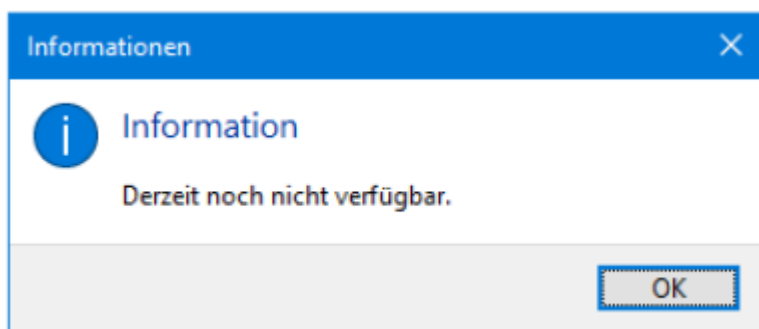 Informationen
Information
Derzeit noch nicht verfügbar.
OK